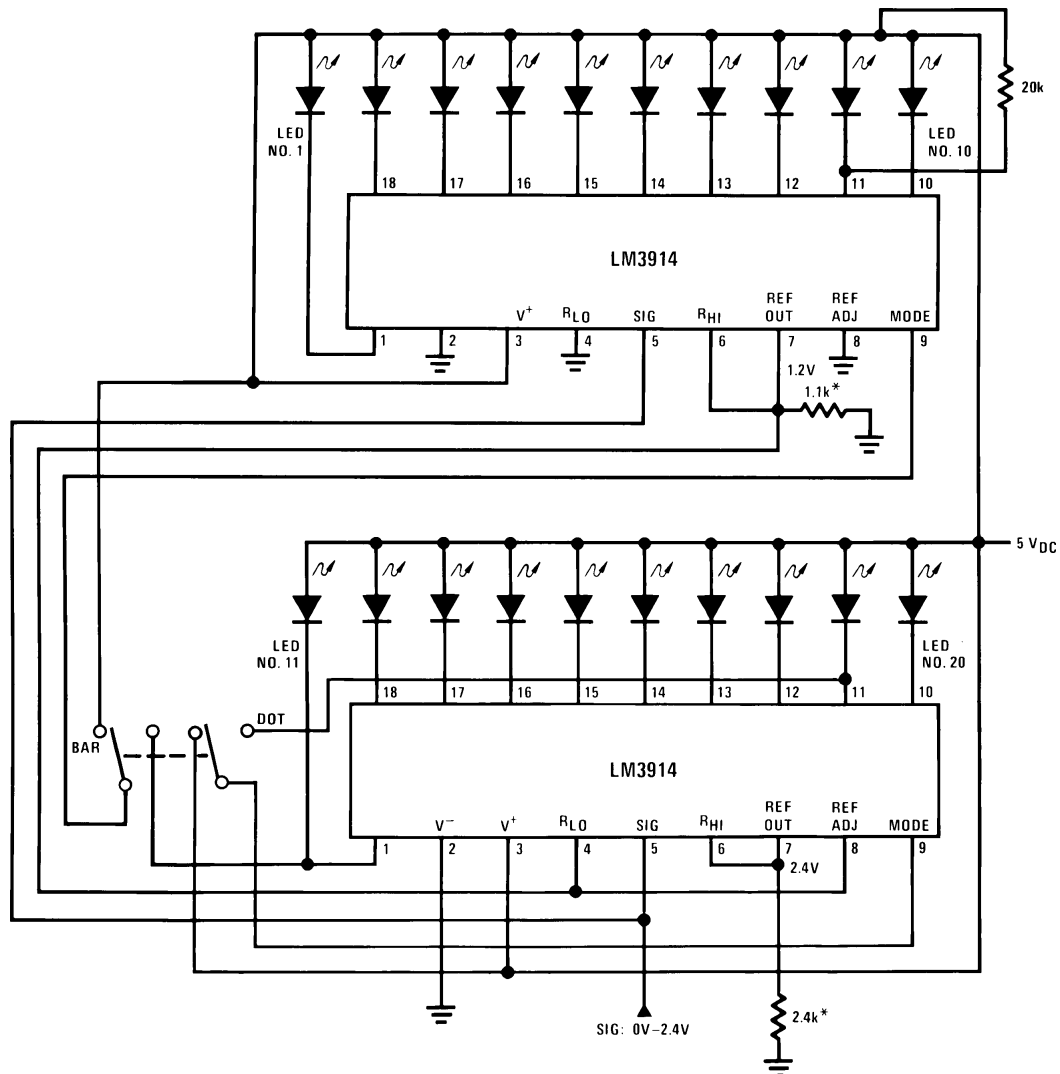 20k
LED
NO. 1
LED
NO. 10
18 17 16 15 14 13 12 11 10
LM3914
V+ RLO SIG RHI REF OUT REF ADJ MODE
1 2 3 4 5 6 7 8 9
1.2V
1.1k*
5 VDC
LED
NO. 11
LED
NO. 20
18 17 16 15 14 13 12 11 10
DOT
BAR
LM3914
V− V+ RLO SIG RHI REF OUT REF ADJ MODE
1 2 3 4 5 6 7 8 9
2.4V
2.4k*
SIG: 0V–2.4V